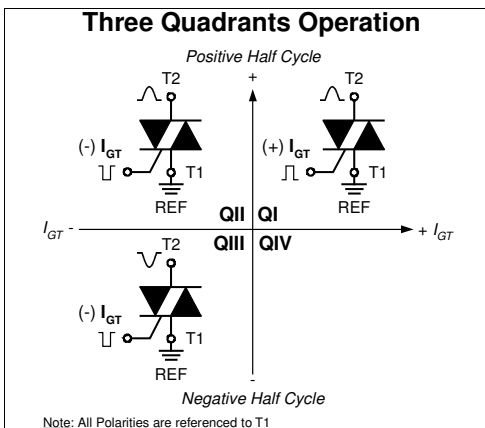 Three Quadrants Operation
Positive Half Cycle
+
T2
T2
(-) IGT
(+) IGT
T1
T1
REF
REF
QII QI
IGT -
+ IGT
QIII QIV
T2
(-) IGT
T1
REF
-
Negative Half Cycle
Note: All Polarities are referenced to T1